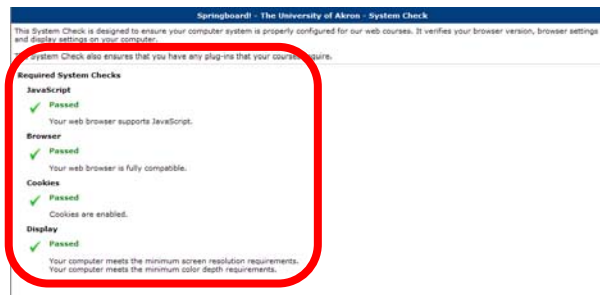 Springboard! - The University of Akron - System Check
This System Check is designed to ensure your computer system is properly configured for our web courses. It verifies your browser version, browser settings
and display settings on your computer.
System Check also ensures that you have any plug-ins that your courses require.
Required System Checks
JavaScript
Passed
Your web browser supports JavaScript.
Browser
Passed
Your web browser is fully compatible.
Cookies
Passed
Cookies are enabled.
Display
Passed
Your computer meets the minimum screen resolution requirements.
Your computer meets the minimum color depth requirements.